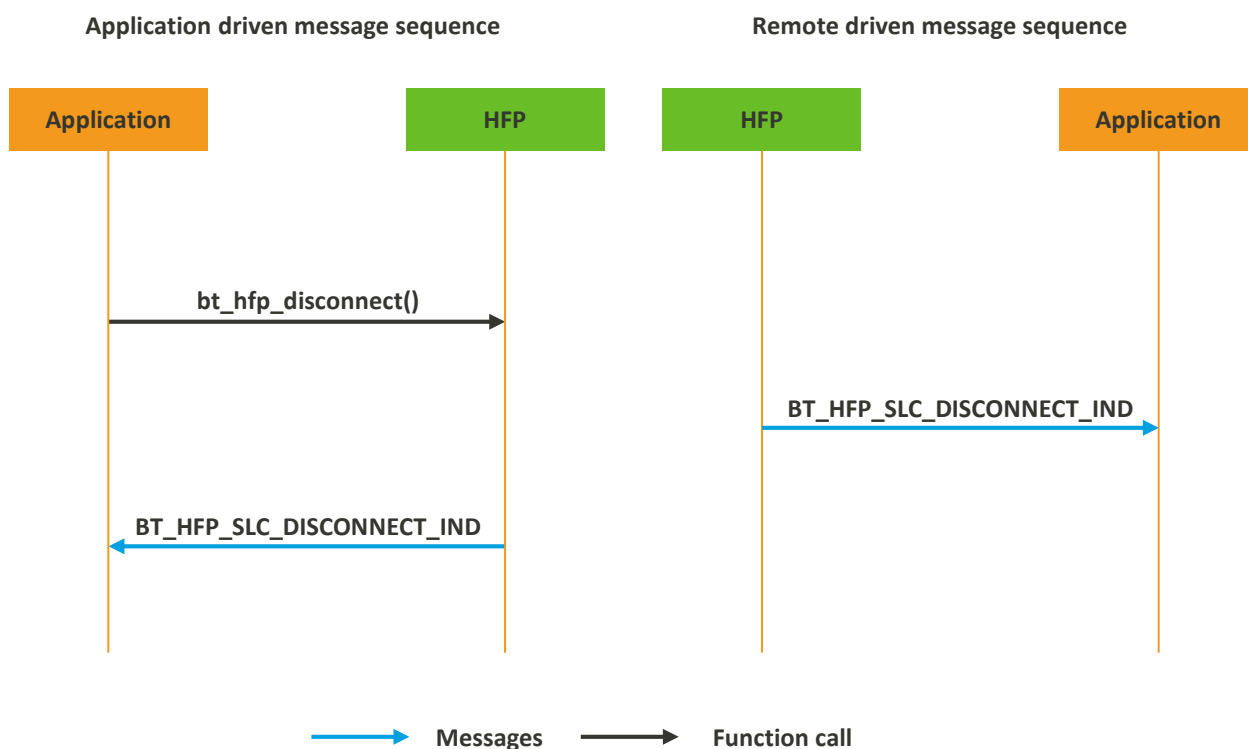 Application driven message sequence
Remote driven message sequence
Application
HFP
HFP
Application
bt_hfp_disconnect()
BT_HFP_SLC_DISCONNECT_IND
BT_HFP_SLC_DISCONNECT_IND
Messages
Function call